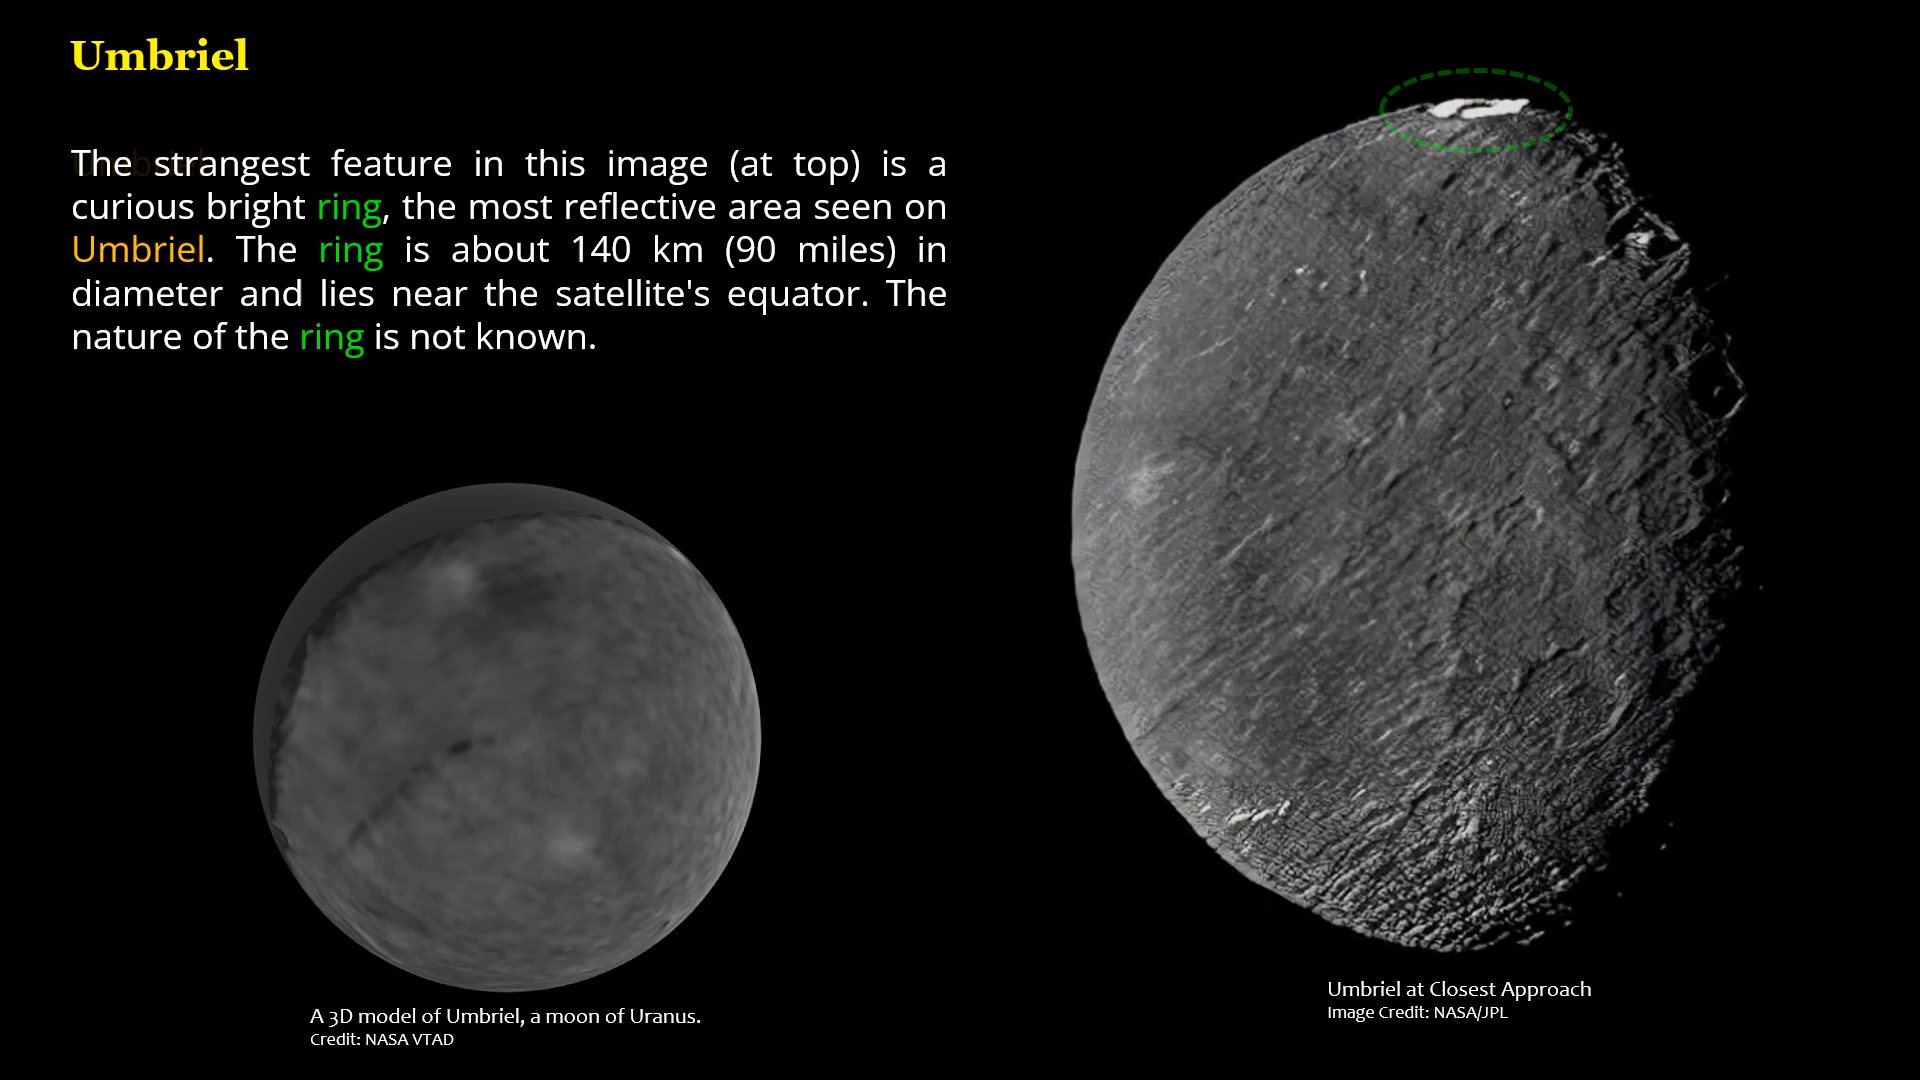 Umbriel
The strangest feature in this image (at top) is a
curious bright ring, the most reflective area seen on
Umbriel. The ring is about 140 km (90 miles) in
diameter and lies near the satellite's equator. The
nature of the ring is not known.
A 3D model of Umbriel, a moon of Uranus.
Credit: NASA VTAD
Umbriel at Closest Approach
Image Credit: NASA/JPL